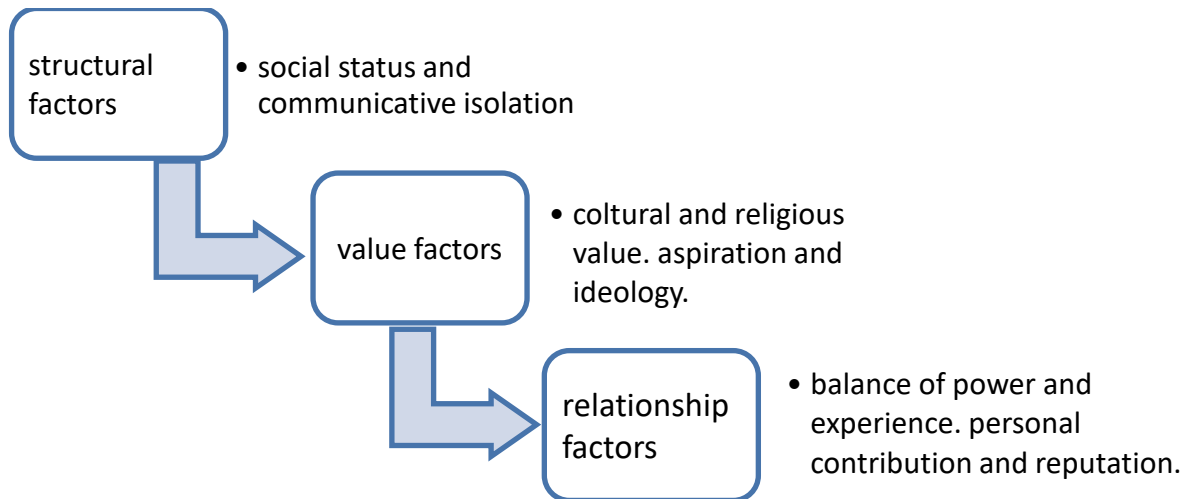 structural
factors
• social status and
communicative isolation
value factors
• coltural and religious
value. aspiration and
ideology.
relationship
factors
• balance of power and
experience. personal
contribution and reputation.